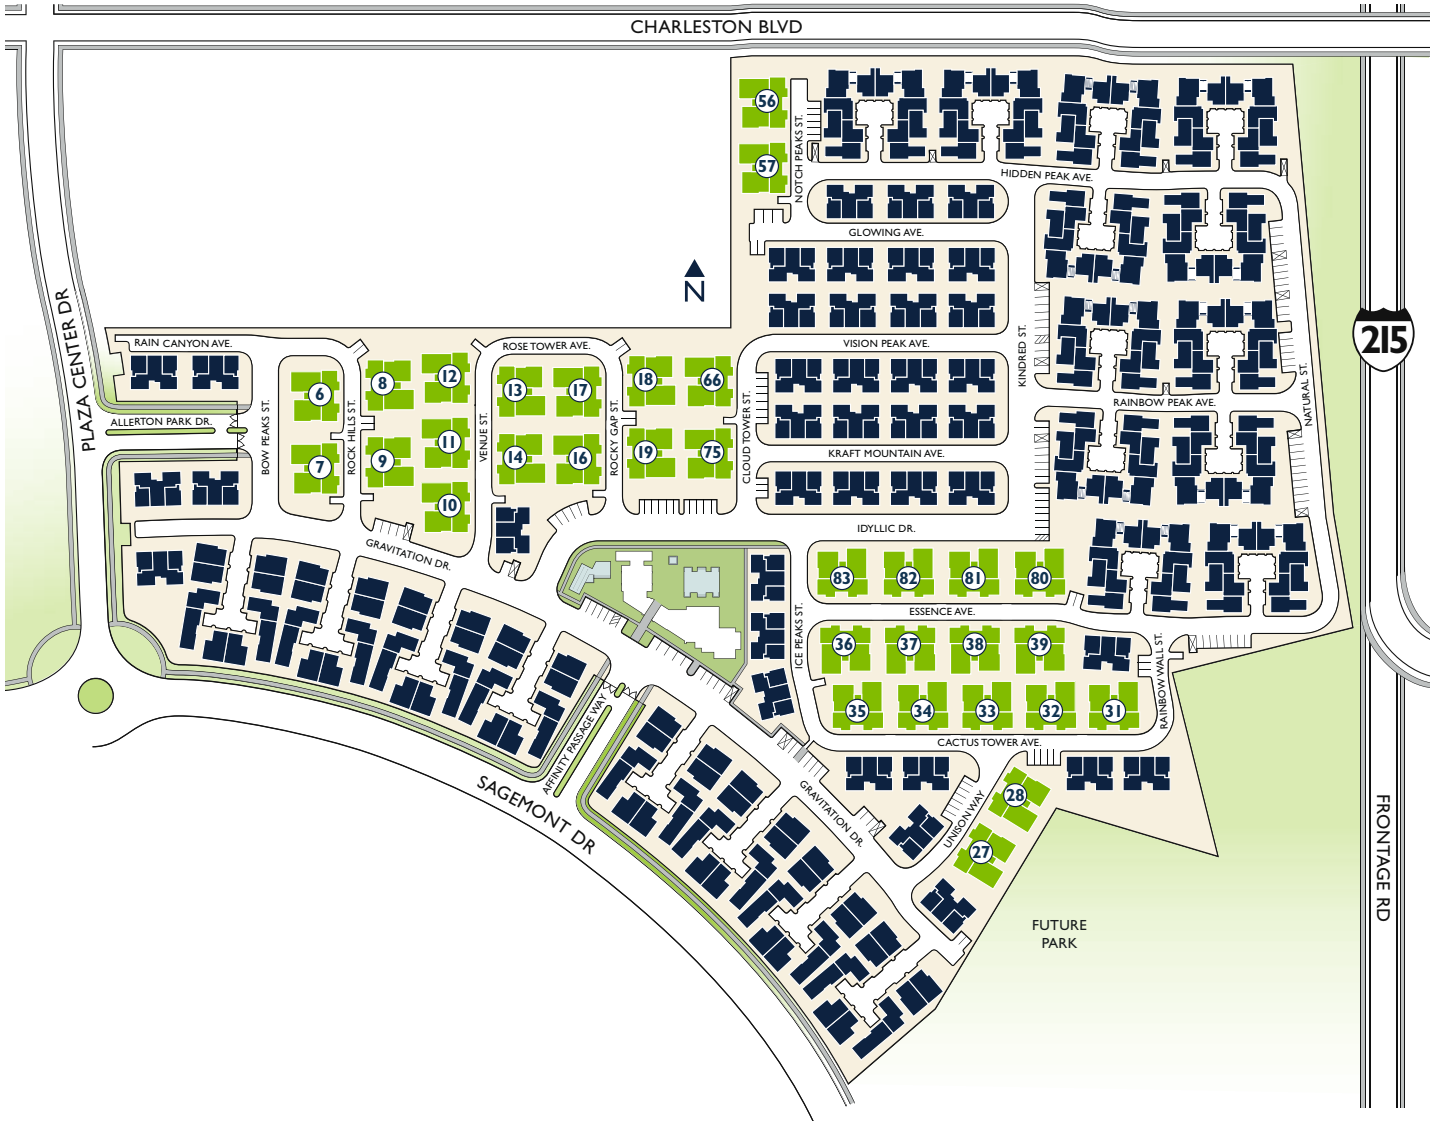 CHARLESTON BLVD
56
NOTCH PEAKS ST.
57
HIDDEN PEAK AVE.
GLOWING AVE.
N
PLAZA CENTER DR
215
RAIN CANYON AVE.
ROSE TOWER AVE.
VISION PEAK AVE.
KINDRED ST.
NATURAL ST.
6
8
12
13
17
18
66
ALLERTON PARK DR.
BOW PEAKS ST.
ROCK HILLS ST.
VENUE ST.
ROCKY GAP ST.
CLOUD TOWER ST.
RAINBOW PEAK AVE.
7
9
11
14
16
19
75
KRAFT MOUNTAIN AVE.
10
IDYLLIC DR.
GRAVITATION DR.
83
82
81
80
ESSENCE AVE.
ICE PEAKS ST.
36
37
38
39
RAINBOW WALL ST.
35
34
33
32
31
CACTUS TOWER AVE.
AFFINITY PASSAGE WAY
SAGEMONT DR
GRAVITATION DR.
UNISON WAY
28
27
FUTURE
PARK
FRONTAGE RD